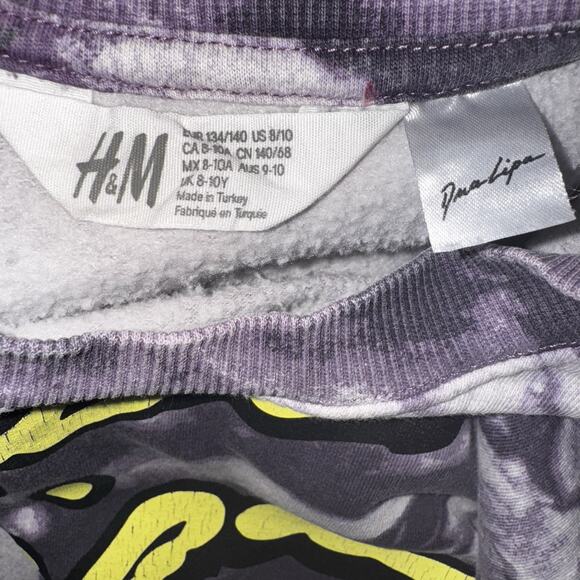 H&M
EUR 134/140 US 8/10
CA 8-10A CN 140/68
MX 8-10A AUS 9-10
UK 8-10Y
Made in Turkey
Fabriqué en Turquie
Dua Lipa